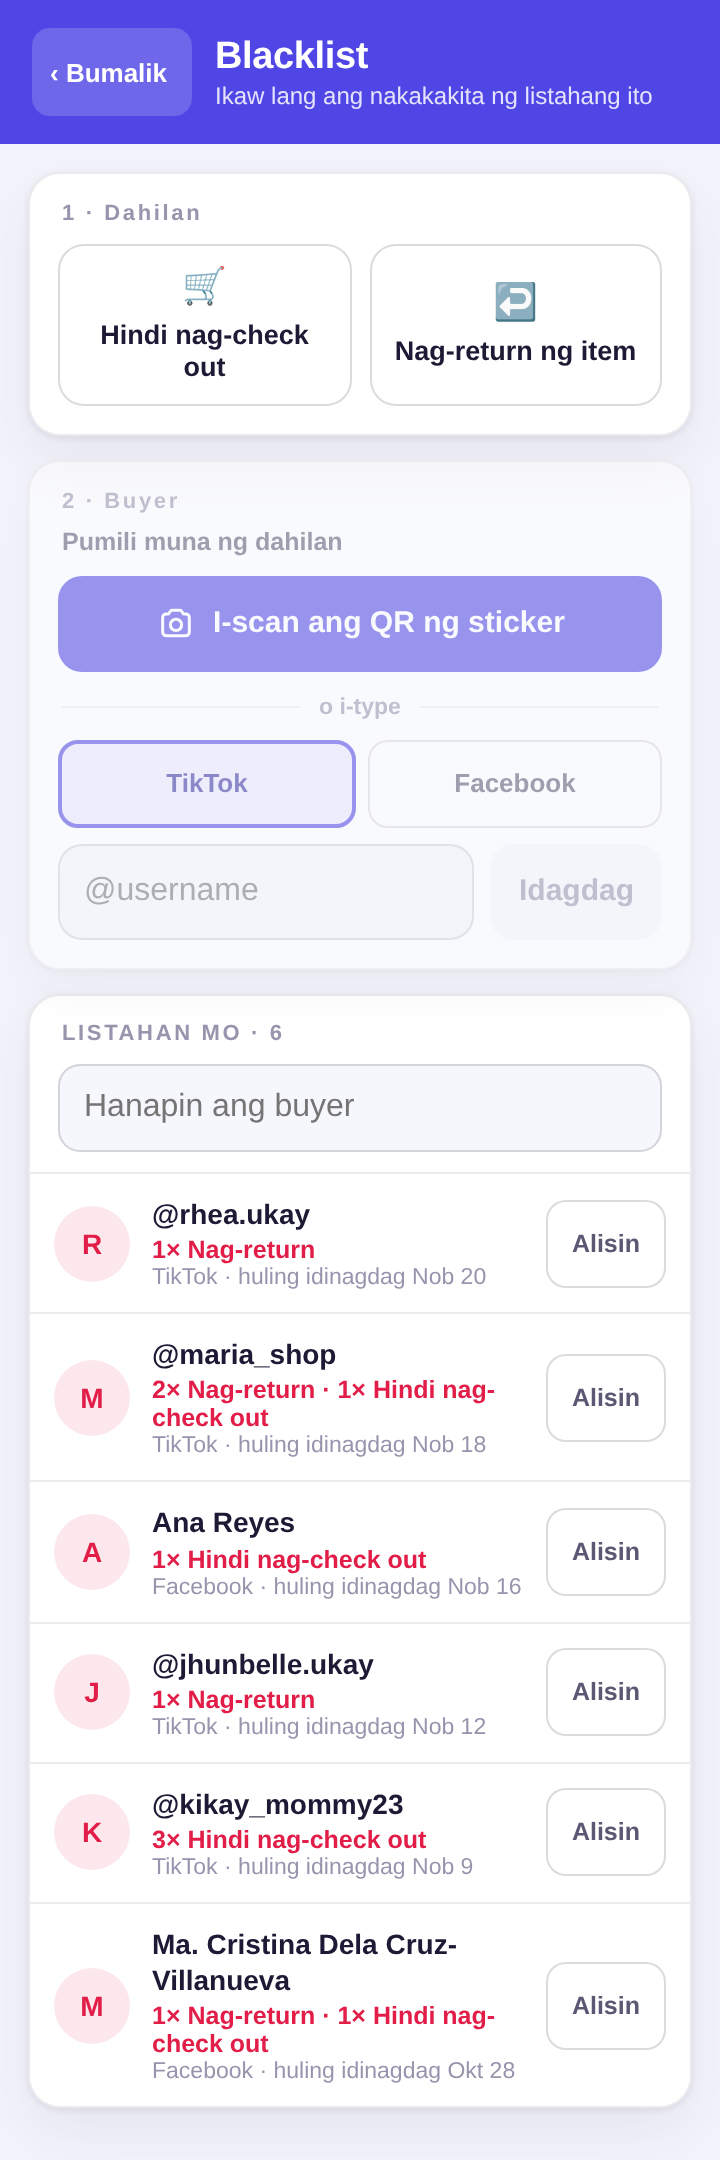 ‹ Bumalik
Blacklist
Ikaw lang ang nakakakita ng listahang ito
1 · Dahilan
Hindi nag-check
out
Nag-return ng item
2 · Buyer
Pumili muna ng dahilan
I-scan ang QR ng sticker
o i-type
TikTok
Facebook
@username
Idagdag
LISTAHAN MO · 6
Hanapin ang buyer
R
@rhea.ukay
1× Nag-return
TikTok · huling idinagdag Nob 20
Alisin
M
@maria_shop
2× Nag-return · 1× Hindi nag-
check out
TikTok · huling idinagdag Nob 18
Alisin
A
Ana Reyes
1× Hindi nag-check out
Facebook · huling idinagdag Nob 16
Alisin
J
@jhunbelle.ukay
1× Nag-return
TikTok · huling idinagdag Nob 12
Alisin
K
@kikay_mommy23
3× Hindi nag-check out
TikTok · huling idinagdag Nob 9
Alisin
M
Ma. Cristina Dela Cruz-
Villanueva
1× Nag-return · 1× Hindi nag-
check out
Facebook · huling idinagdag Okt 28
Alisin